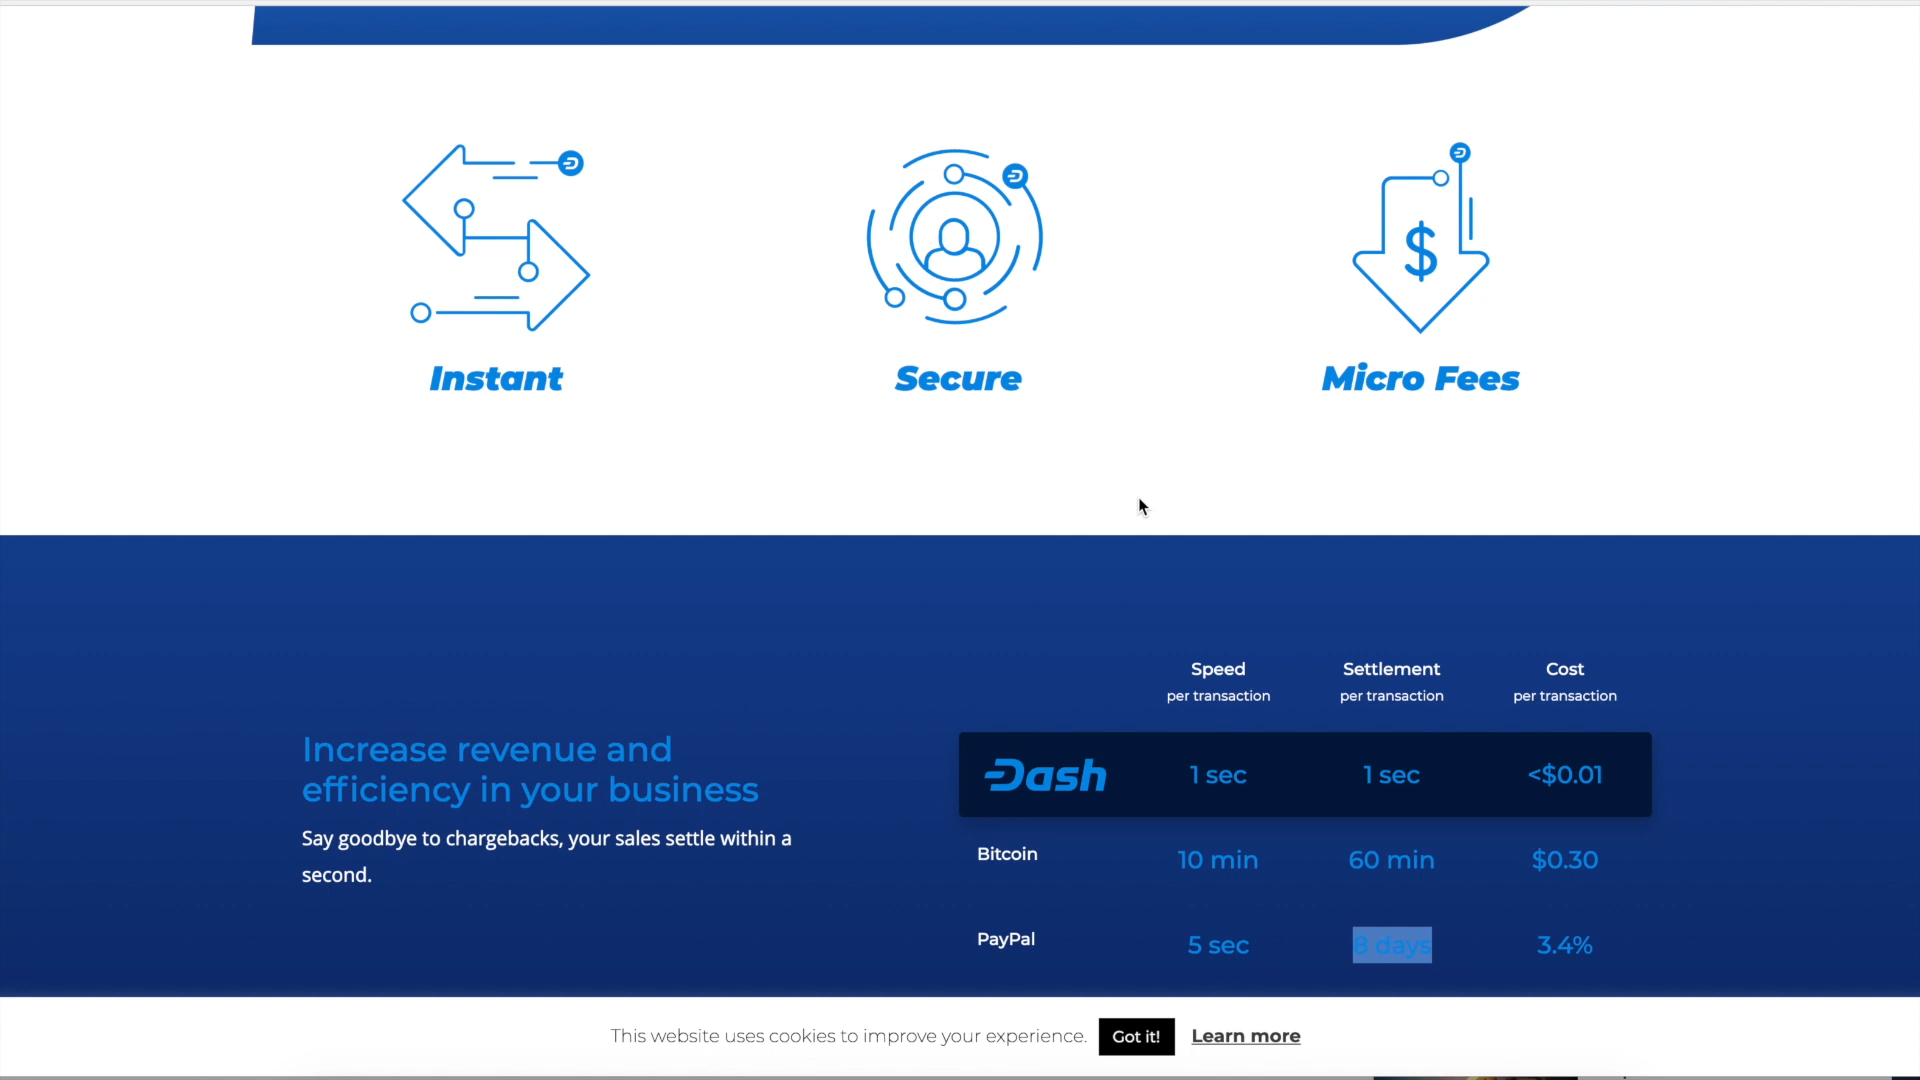 Instant
Secure
Micro Fees
Speed
Settlement
Cost
per transaction
per transaction
per transaction
Increase revenue and
efficiency in your business
Say goodbye to chargebacks, your sales settle within a
second.
Dash
1 sec
1 sec
<$0.01
Bitcoin
10 min
60 min
$0.30
PayPal
5 sec
8 days
3.4%
This website uses cookies to improve your experience.
Got it!
Learn more